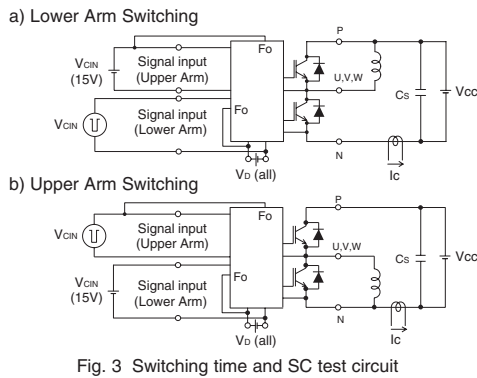 a) Lower Arm Switching
P
Fo
VCIN
(15V)
Signal input
(Upper Arm)
U,V,W
Signal input
(Lower Arm)
Fo
VCIN
CS
VCC
N
VD (all)
IC
b) Upper Arm Switching
P
Fo
VCIN
Signal input
(Upper Arm)
U,V,W
VCIN
(15V)
Signal input
(Lower Arm)
Fo
CS
VCC
N
VD (all)
IC
Fig. 3 Switching time and SC test circuit